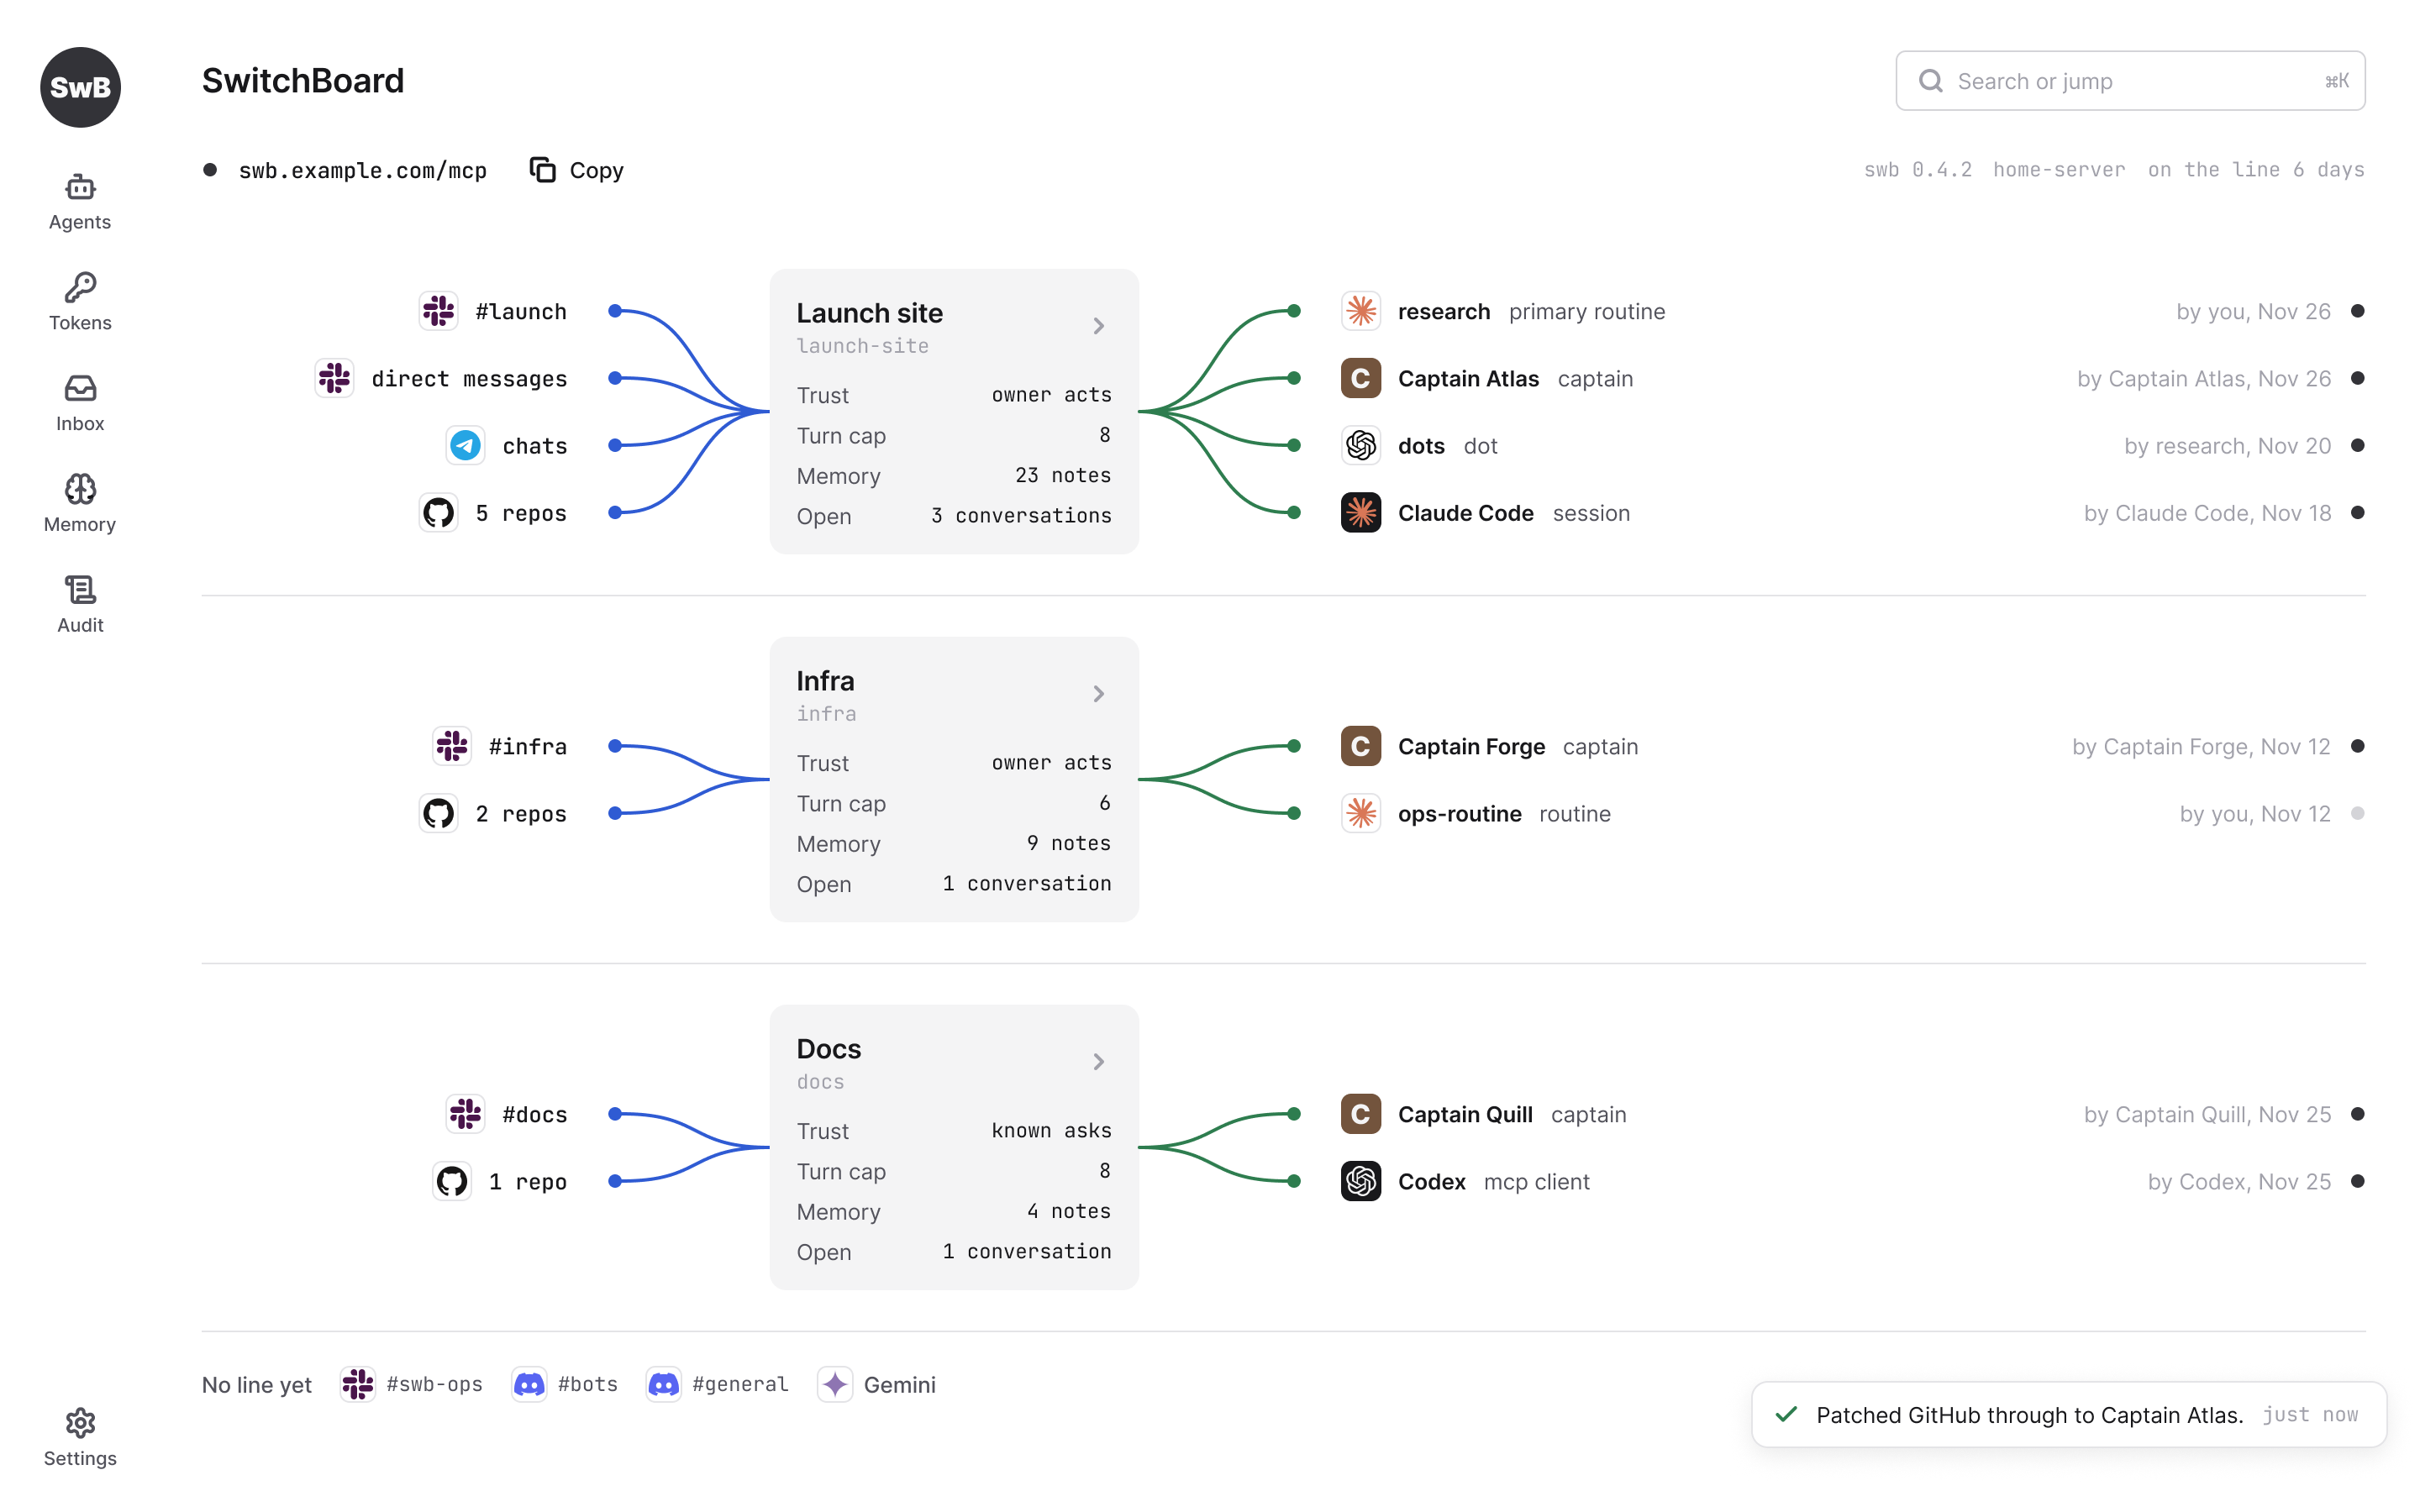 SwB
SwitchBoard
Search or jump ⌘K
swb.example.com/mcp Copy
swb 0.4.2 home-server on the line 6 days
Agents
Tokens
Inbox
Memory
Audit
Settings
#launch
direct messages
chats
5 repos
Launch site
launch-site
Trust owner acts
Turn cap 8
Memory 23 notes
Open 3 conversations
research primary routine by you, Nov 26
C Captain Atlas captain by Captain Atlas, Nov 26
dots dot by research, Nov 20
Claude Code session by Claude Code, Nov 18
#infra
2 repos
Infra
infra
Trust owner acts
Turn cap 6
Memory 9 notes
Open 1 conversation
C Captain Forge captain by Captain Forge, Nov 12
ops-routine routine by you, Nov 12
#docs
1 repo
Docs
docs
Trust known asks
Turn cap 8
Memory 4 notes
Open 1 conversation
C Captain Quill captain by Captain Quill, Nov 25
Codex mcp client by Codex, Nov 25
No line yet #swb-ops #bots #general Gemini
Patched GitHub through to Captain Atlas. just now